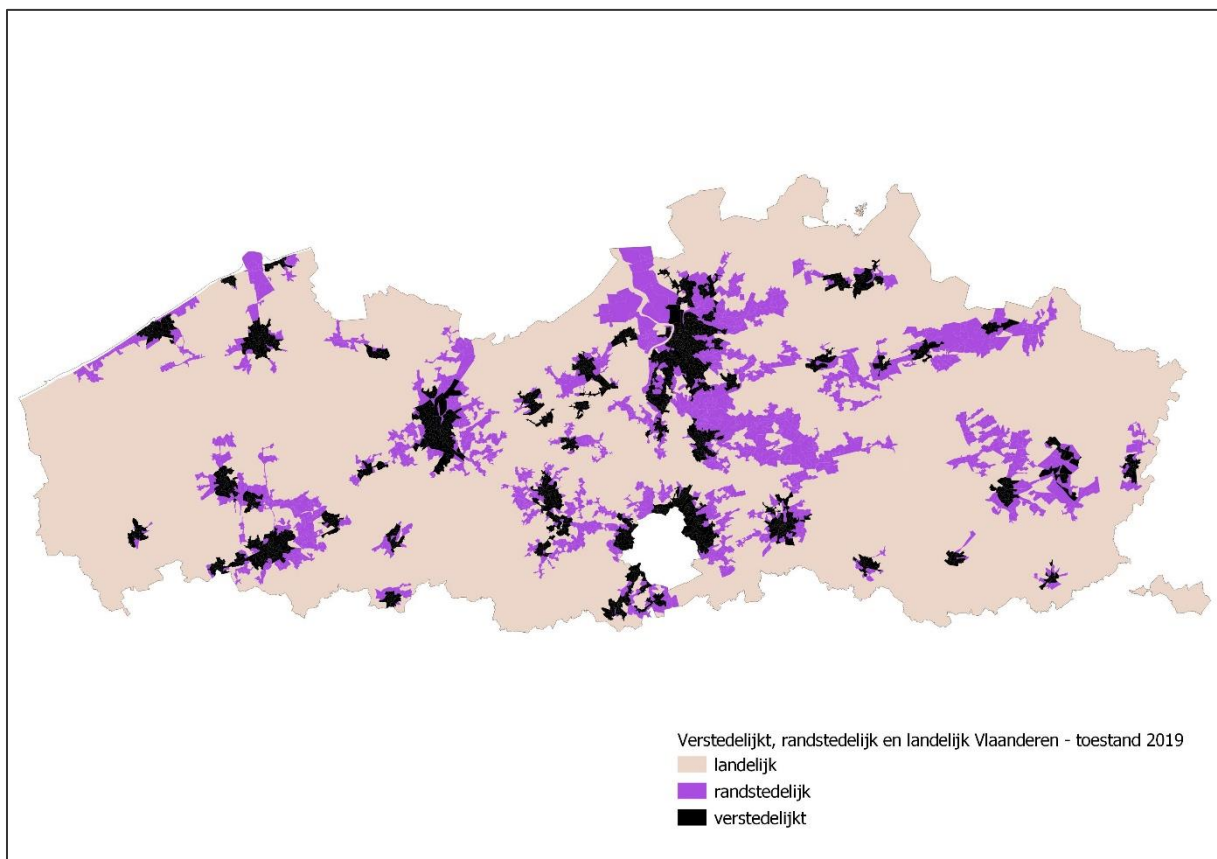 Verstedelijkt, randstedelijk en landelijk Vlaanderen - toestand 2019
landelijk
randstedelijk
verstedelijkt